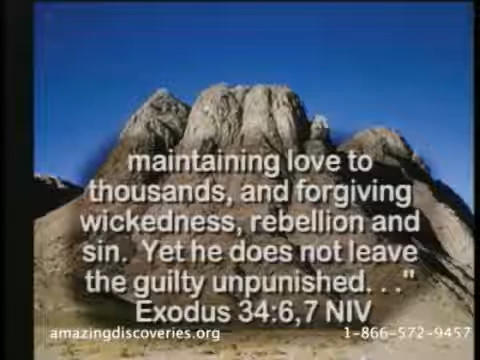 maintaining love to
thousands, and forgiving
wickedness, rebellion and
sin. Yet he does not leave
the guilty unpunished. . ."
Exodus 34:6,7 NIV
amazingdiscoveries.org 1-866-572-9457